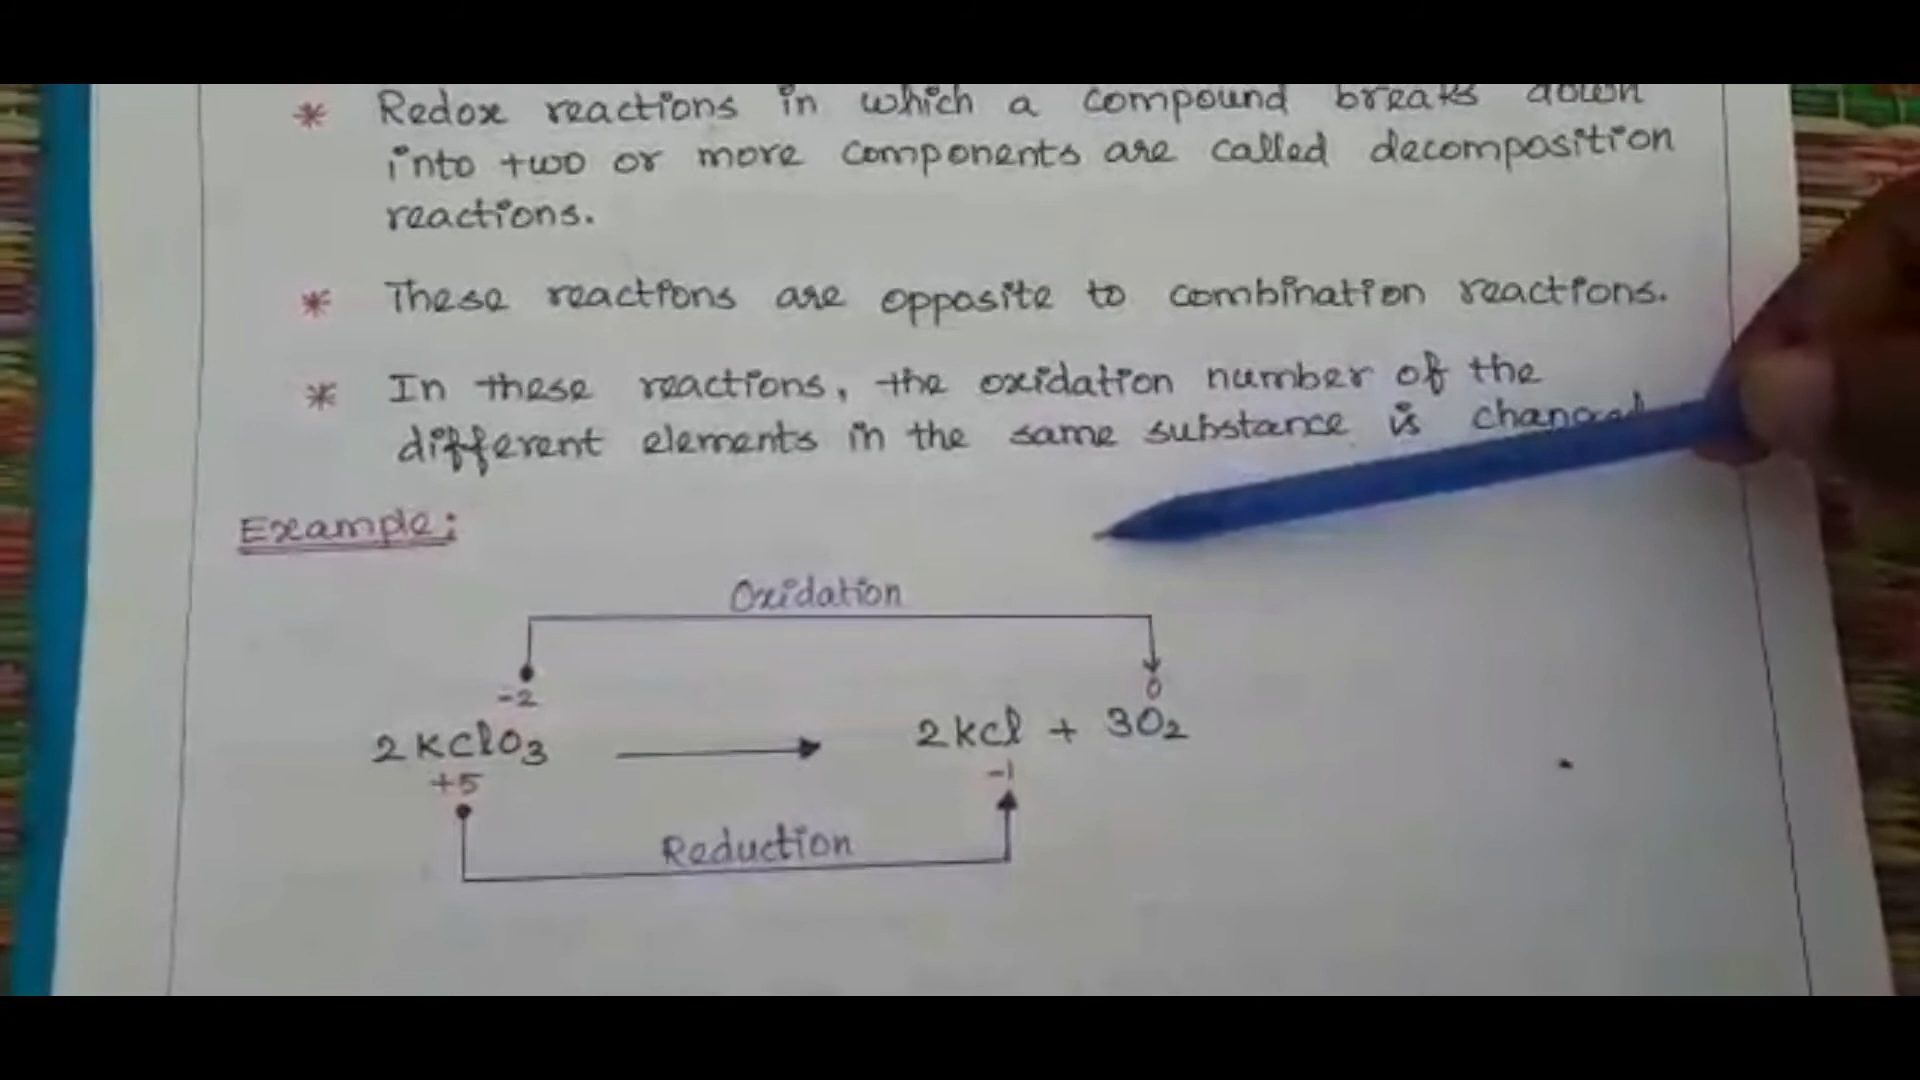 * Redox reactions in which a compound breaks down
into two or more components are called decomposition
reactions.
* These reactions are opposite to combination reactions.
* In these reactions, the oxidation number of the
different elements in the same substance is changed
Example:
Oxidation
-2 0
2KClO3 → 2KCl + 3O2
+5 -1
Reduction